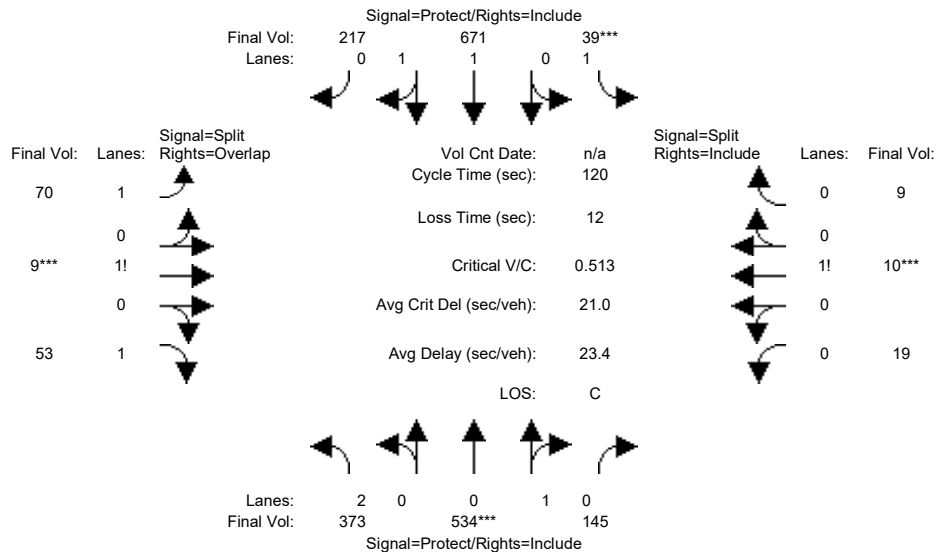 Signal=Protect/Rights=Include
Final Vol: 217 671 39***
Lanes: 0 1 1 0 1
Signal=Split
Final Vol: Lanes: Rights=Overlap
Vol Cnt Date: n/a
Signal=Split
Rights=Include Lanes: Final Vol:
Cycle Time (sec): 120
70 1
0 9
Loss Time (sec): 12
0
0
9*** 1!
Critical V/C: 0.513
1! 10***
0
Avg Crit Del (sec/veh): 21.0
0
53 1
Avg Delay (sec/veh): 23.4
0 19
LOS: C
Lanes: 2 0 0 1 0
Final Vol: 373 534*** 145
Signal=Protect/Rights=Include